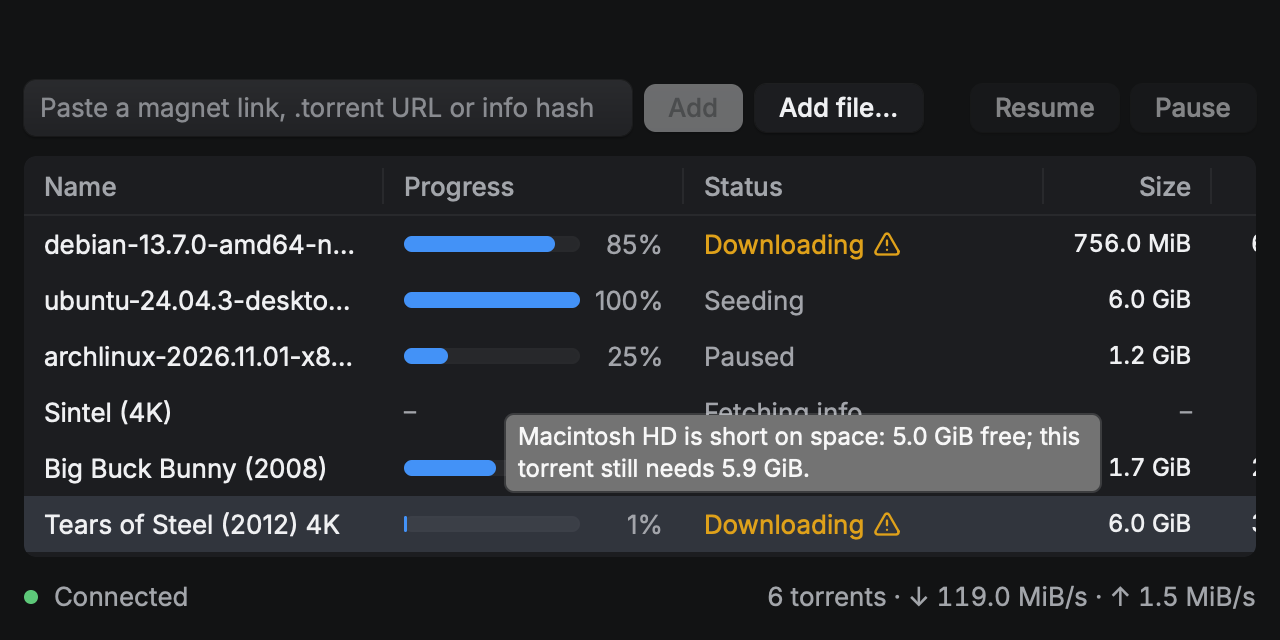 Paste a magnet link, .torrent URL or info hash Add Add file... Resume Pause
Name Progress Status Size
debian-13.7.0-amd64-n... 85% Downloading 756.0 MiB
ubuntu-24.04.3-deskto... 100% Seeding 6.0 GiB
archlinux-2026.11.01-x8... 25% Paused 1.2 GiB
Sintel (4K) – Fetching info –
Macintosh HD is short on space: 5.0 GiB free; this
torrent still needs 5.9 GiB.
Big Buck Bunny (2008) 1.7 GiB
Tears of Steel (2012) 4K 1% Downloading 6.0 GiB
Connected 6 torrents · ↓ 119.0 MiB/s · ↑ 1.5 MiB/s